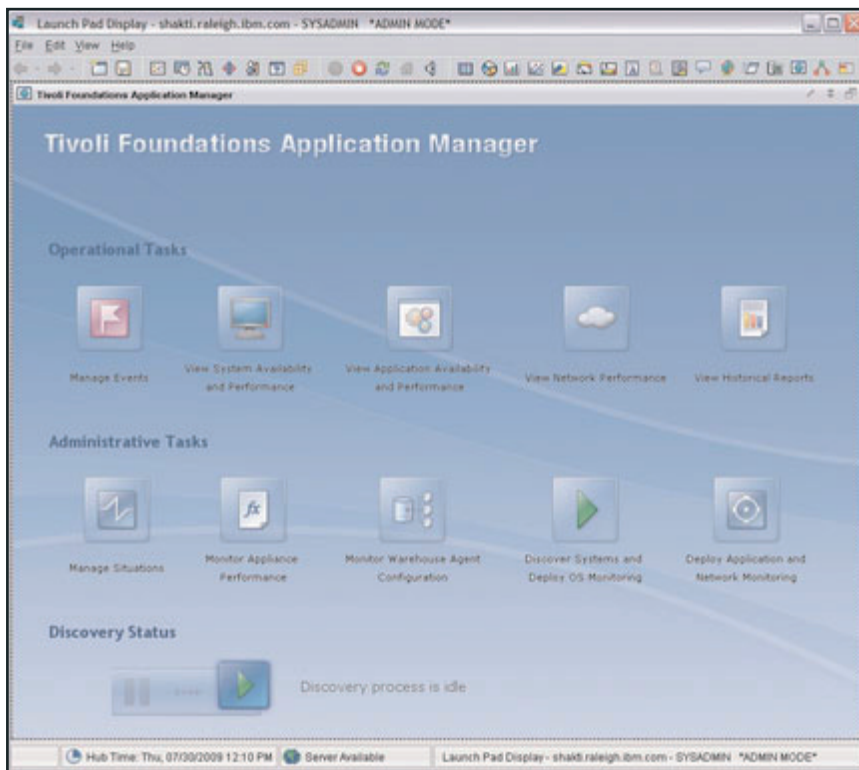 Launch Pad Display - shakti.raleigh.ibm.com - SYSADMIN *ADMIN MODE*
File Edit View Help
Tivoli Foundations Application Manager
Tivoli Foundations Application Manager
Operational Tasks
Manage Events
View System Availability
and Performance
View Application Availability
and Performance
View Network Performance
View Historical Reports
Administrative Tasks
Manage Situations
fx
Monitor Appliance
Performance
Monitor Warehouse Agent
Configuration
Discover Systems and
Deploy OS Monitoring
Deploy Application and
Network Monitoring
Discovery Status
Discovery process is idle
Hub Time: Thu, 07/30/2009 12:10 PM
Server Available
Launch Pad Display - shakti.raleigh.ibm.com - SYSADMIN *ADMIN MODE*